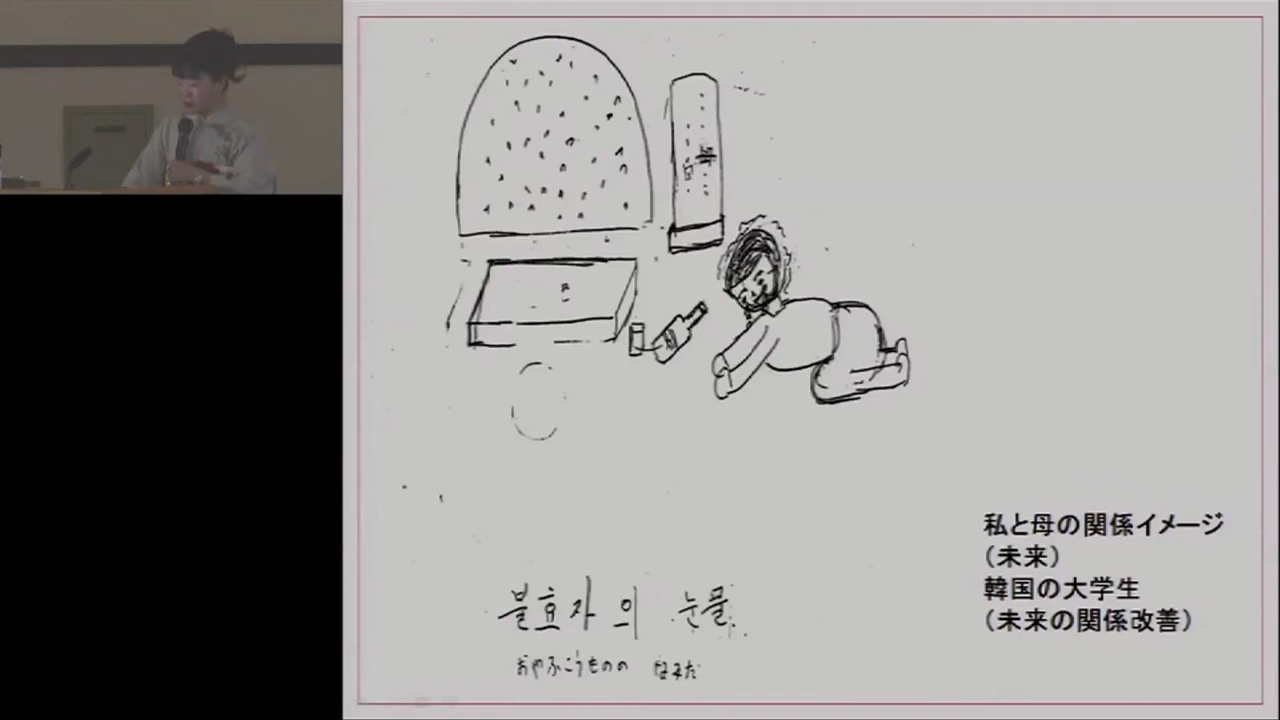 母
불효자의 눈물
おやふこうものの なみだ
私と母の関係イメージ
（未来）
韓国の大学生
（未来の関係改善）